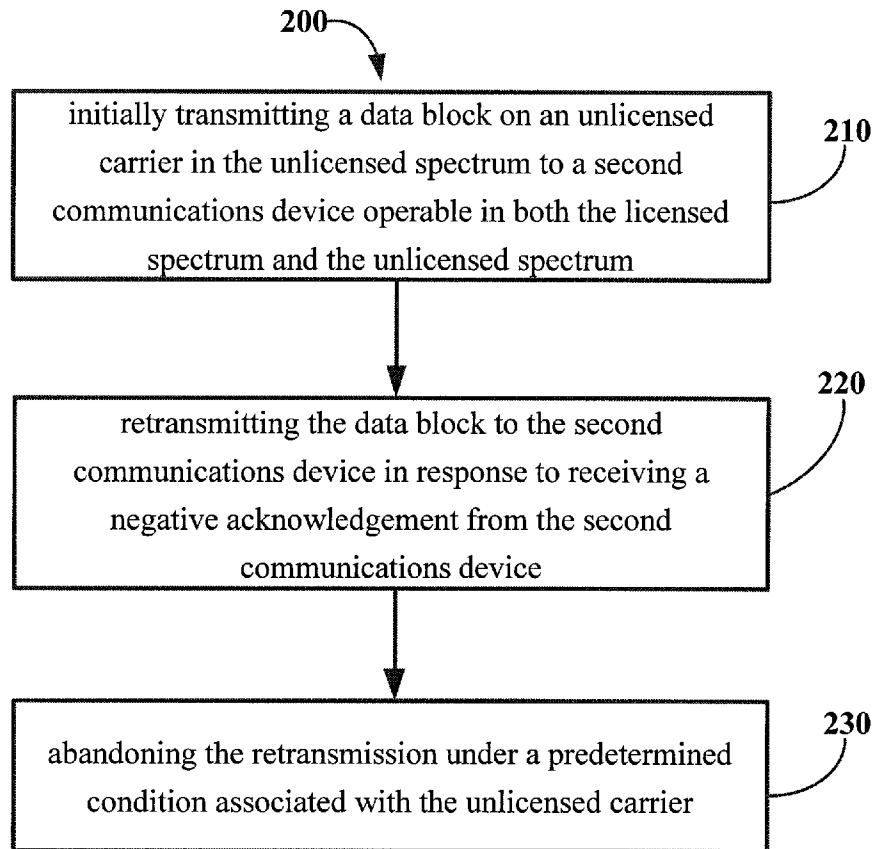 200
initially transmitting a data block on an unlicensed
carrier in the unlicensed spectrum to a second
communications device operable in both the licensed
spectrum and the unlicensed spectrum
210
retransmitting the data block to the second
communications device in response to receiving a
negative acknowledgement from the second
communications device
220
abandoning the retransmission under a predetermined
condition associated with the unlicensed carrier
230